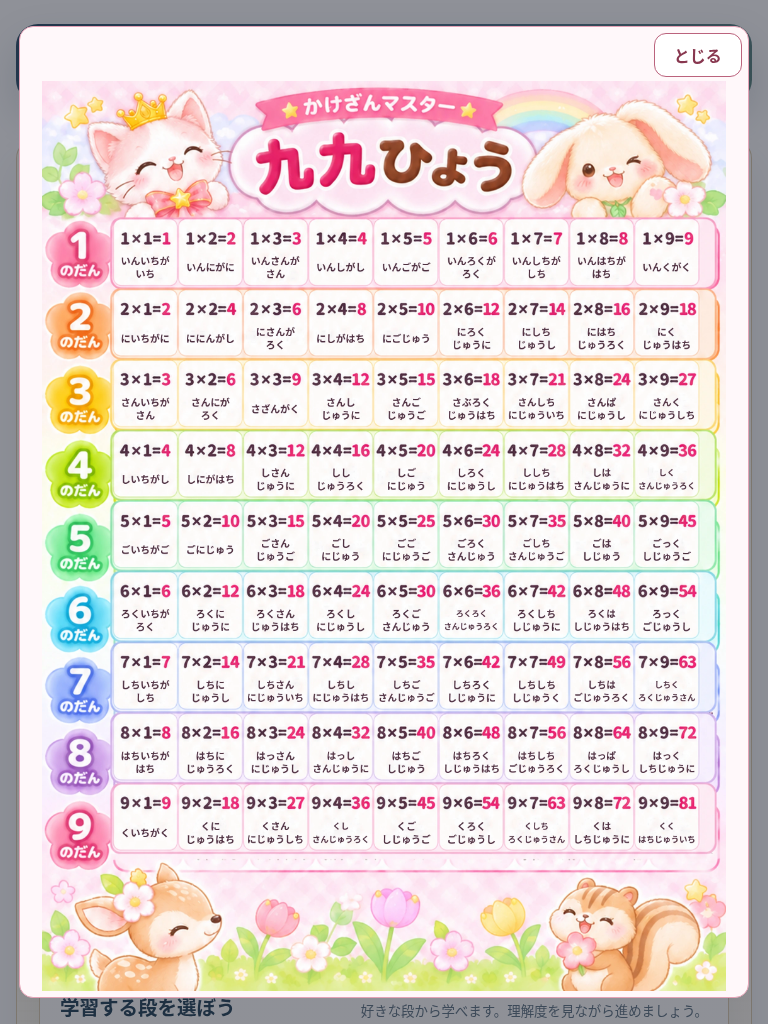 とじる
かけざんマスター
九九ひょう
1のだん
1×1=1 1×2=2 1×3=3 1×4=4 1×5=5 1×6=6 1×7=7 1×8=8 1×9=9
いんいちが いんにがに いんさんが いんしがし いんごがご いんろくが いんしちが いんはちが いんくがく
いち さん ろく しち はち
2のだん
2×1=2 2×2=4 2×3=6 2×4=8 2×5=10 2×6=12 2×7=14 2×8=16 2×9=18
にいちがに ににんがし にさんが にしがはち にごじゅう にろく にしち にはち にく
ろく じゅうに じゅうし じゅうろく じゅうはち
3のだん
3×1=3 3×2=6 3×3=9 3×4=12 3×5=15 3×6=18 3×7=21 3×8=24 3×9=27
さんいちが さんにが さざんがく さんし さんご さぶろく さんしち さんぱ さんく
さん ろく じゅうに じゅうご じゅうはち にじゅういち にじゅうし にじゅうしち
4のだん
4×1=4 4×2=8 4×3=12 4×4=16 4×5=20 4×6=24 4×7=28 4×8=32 4×9=36
しいちがし しにがはち しさん しし しご しろく ししち しは しく
じゅうに じゅうろく にじゅう にじゅうし にじゅうはち さんじゅうに さんじゅうろく
5のだん
5×1=5 5×2=10 5×3=15 5×4=20 5×5=25 5×6=30 5×7=35 5×8=40 5×9=45
ごいちがご ごにじゅう ごさん ごし ごご ごろく ごしち ごは ごっく
じゅうご にじゅう にじゅうご さんじゅう さんじゅうご しじゅう しじゅうご
6のだん
6×1=6 6×2=12 6×3=18 6×4=24 6×5=30 6×6=36 6×7=42 6×8=48 6×9=54
ろくいちが ろくに ろくさん ろくし ろくご ろくろく ろくしち ろくは ろっく
ろく じゅうに じゅうはち にじゅうし さんじゅう さんじゅうろく しじゅうに しじゅうはち ごじゅうし
7のだん
7×1=7 7×2=14 7×3=21 7×4=28 7×5=35 7×6=42 7×7=49 7×8=56 7×9=63
しちいちが しちに しちさん しちし しちご しちろく しちしち しちは しちく
しち じゅうし にじゅういち にじゅうはち さんじゅうご しじゅうに しじゅうく ごじゅうろく ろくじゅうさん
8のだん
8×1=8 8×2=16 8×3=24 8×4=32 8×5=40 8×6=48 8×7=56 8×8=64 8×9=72
はちいちが はちに はっさん はっし はちご はちろく はちしち はっぱ はっく
はち じゅうろく にじゅうし さんじゅうに しじゅう しじゅうはち ごじゅうろく ろくじゅうし しちじゅうに
9のだん
9×1=9 9×2=18 9×3=27 9×4=36 9×5=45 9×6=54 9×7=63 9×8=72 9×9=81
くいちがく くに くさん くし くご くろく くしち くは くく
じゅうはち にじゅうしち さんじゅうろく しじゅうご ごじゅうし ろくじゅうさん しちじゅうに はちじゅういち
学習する段を選ぼう
好きな段から学べます。理解度を見ながら進めましょう。